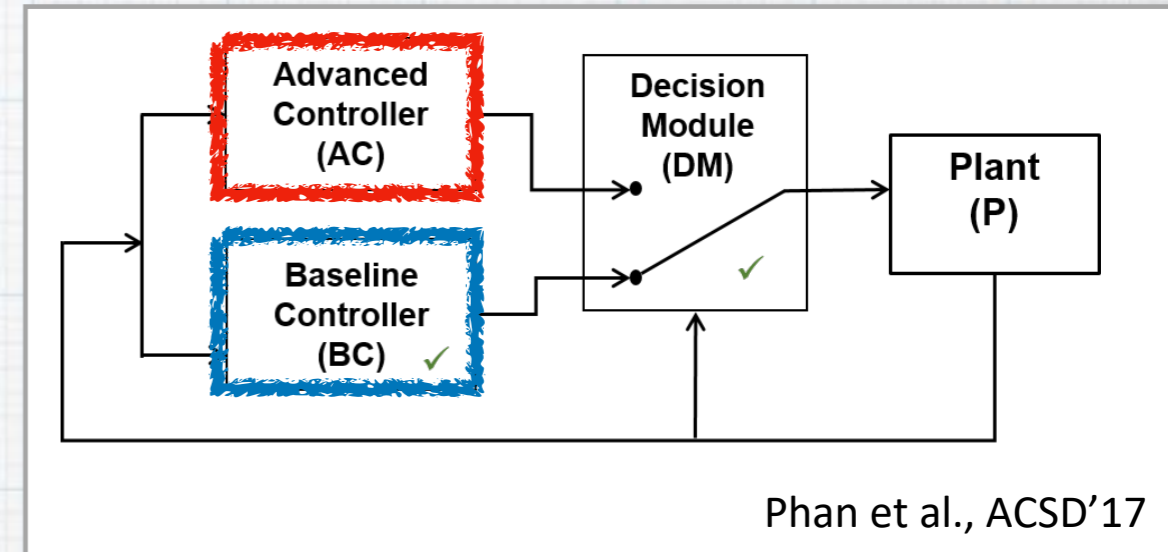 Advanced
Controller
(AC)
Baseline
Controller
(BC)
Decision
Module
(DM)
Plant
(P)
Phan et al., ACSD’17